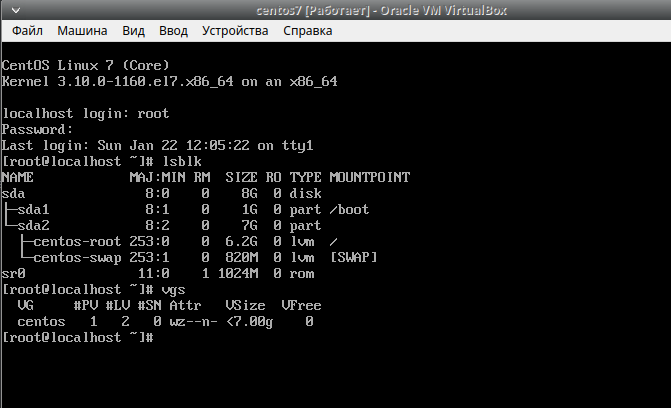 centos7 [Работает] - Oracle VM VirtualBox
Файл Машина Вид Ввод Устройства Справка
CentOS Linux 7 (Core)
Kernel 3.10.0-1160.el7.x86_64 on an x86_64
localhost login: root
Password:
Last login: Sun Jan 22 12:05:22 on tty1
[root@localhost ~]# lsblk
NAME MAJ:MIN RM SIZE RO TYPE MOUNTPOINT
sda 8:0 0 8G 0 disk
├─sda1 8:1 0 1G 0 part /boot
└─sda2 8:2 0 7G 0 part
├─centos-root 253:0 0 6.2G 0 lvm /
└─centos-swap 253:1 0 820M 0 lvm [SWAP]
sr0 11:0 1 1024M 0 rom
[root@localhost ~]# vgs
VG #PV #LV #SN Attr VSize VFree
centos 1 2 0 wz--n- <7.00g 0
[root@localhost ~]#